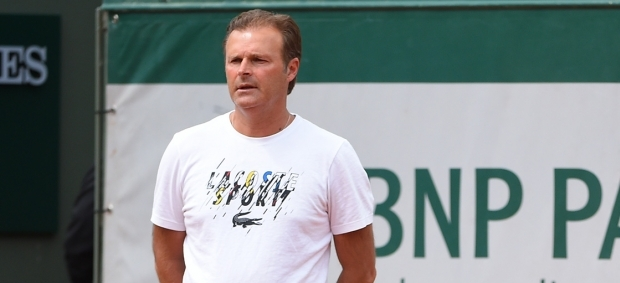 ES
LACOSTE
SPORT
BNP PA